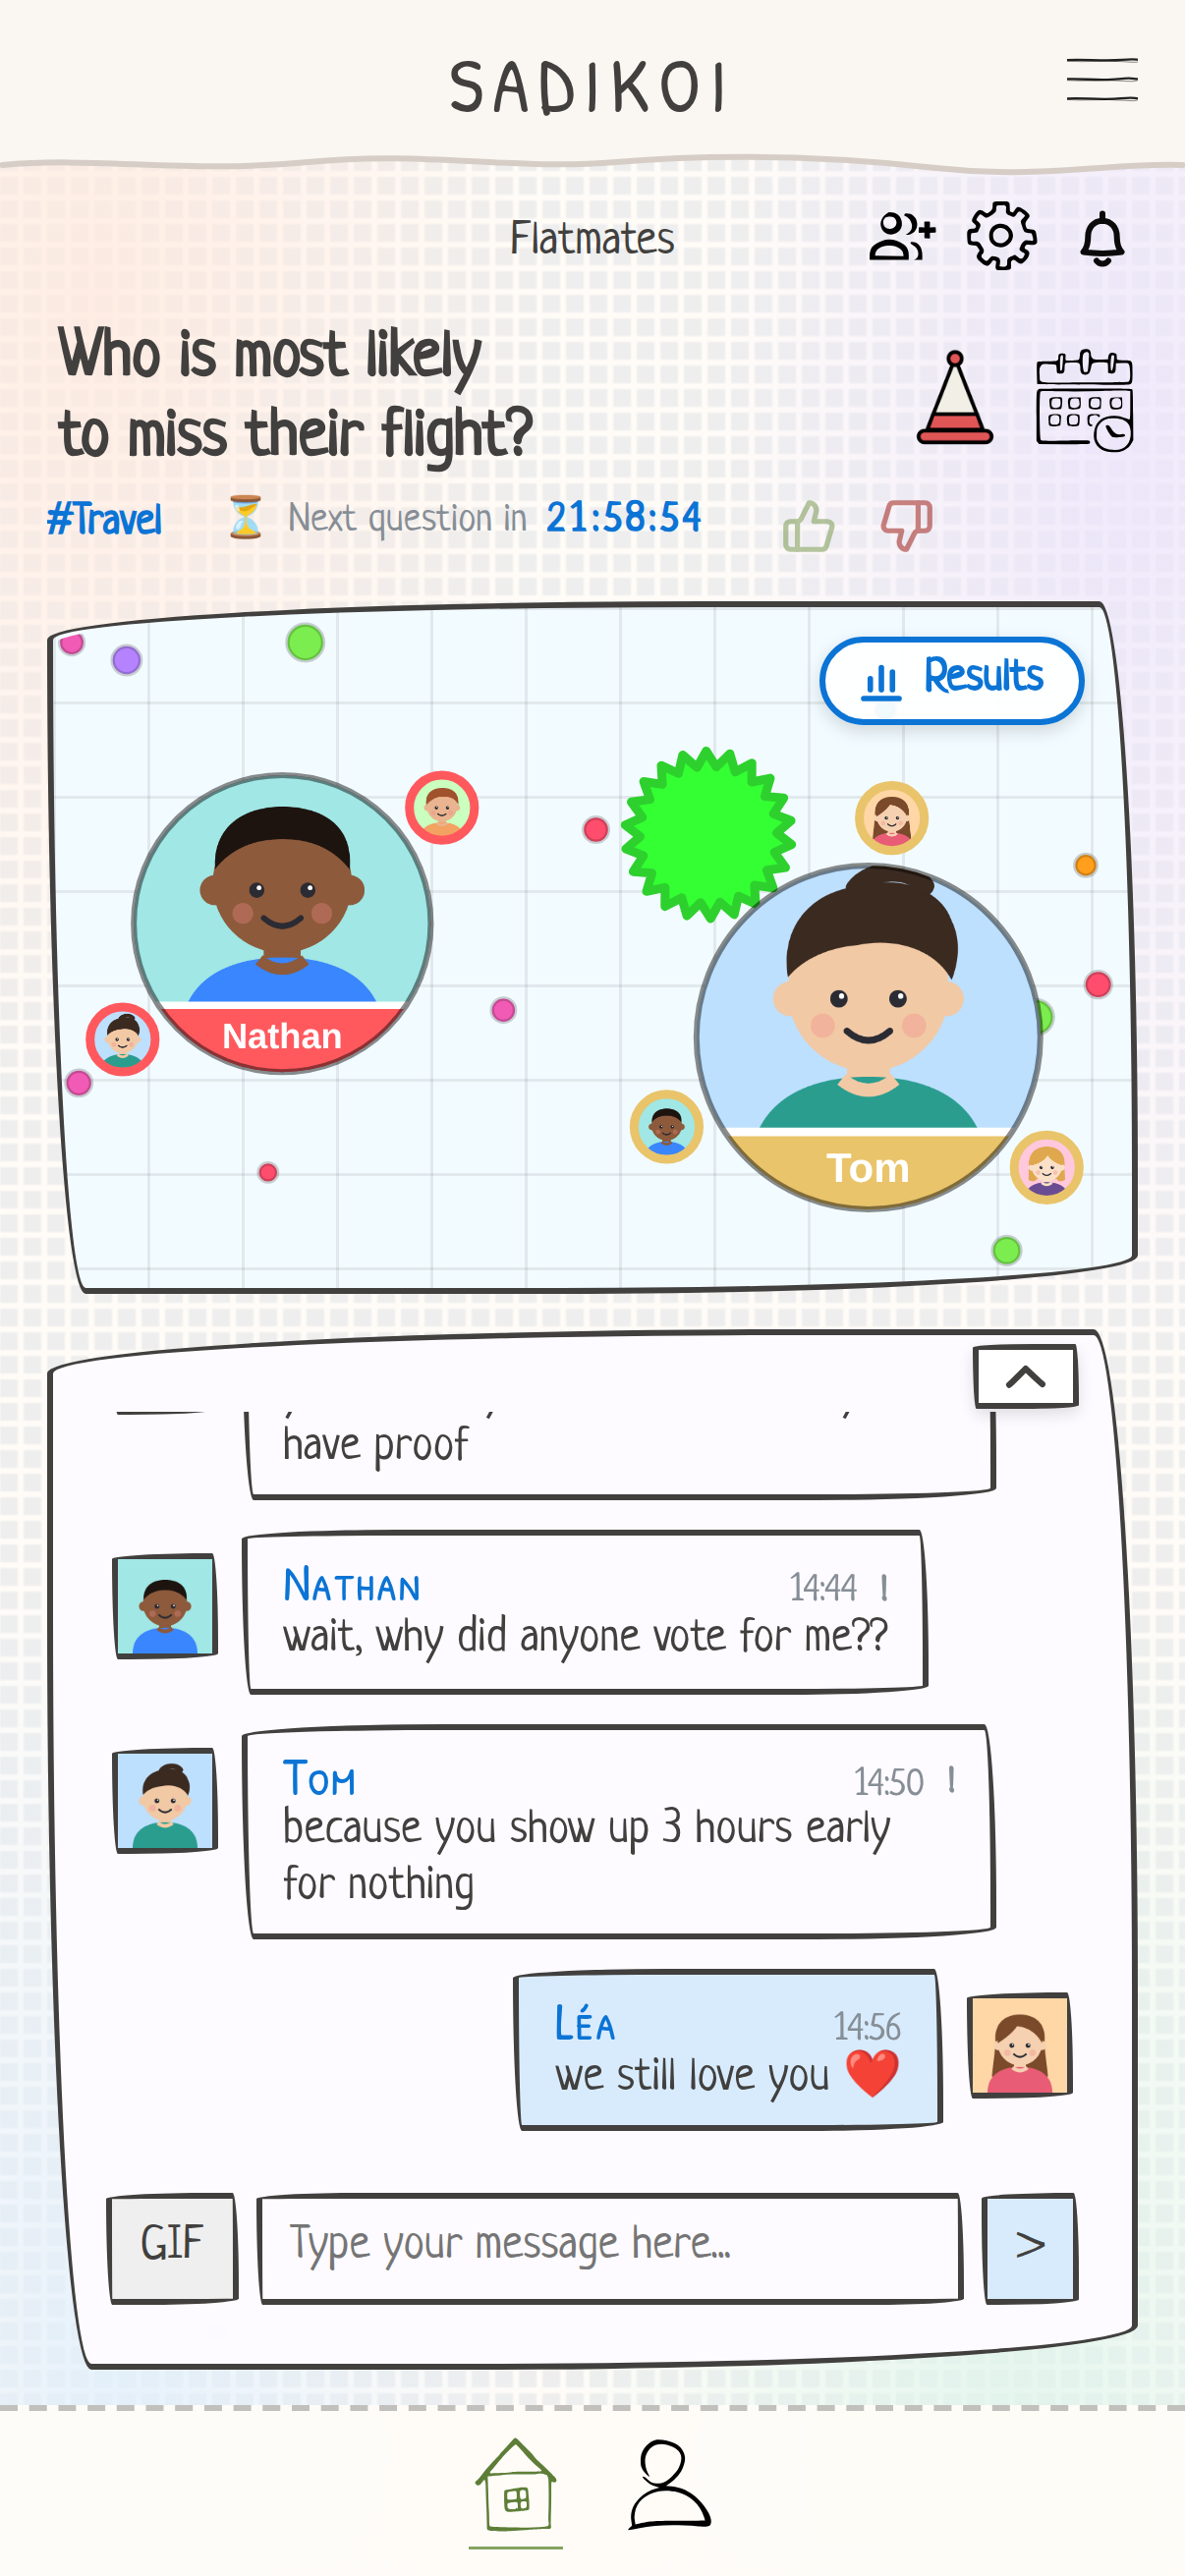 SADIKOI
Flatmates
Who is most likely
to miss their flight?
#Travel
Next question in 21:58:54
Results
Nathan
Tom
have proof
Nathan 14:44 !
wait, why did anyone vote for me??
Tom 14:50 !
because you show up 3 hours early
for nothing
Léa 14:56
we still love you ❤️
GIF
Type your message here...
>